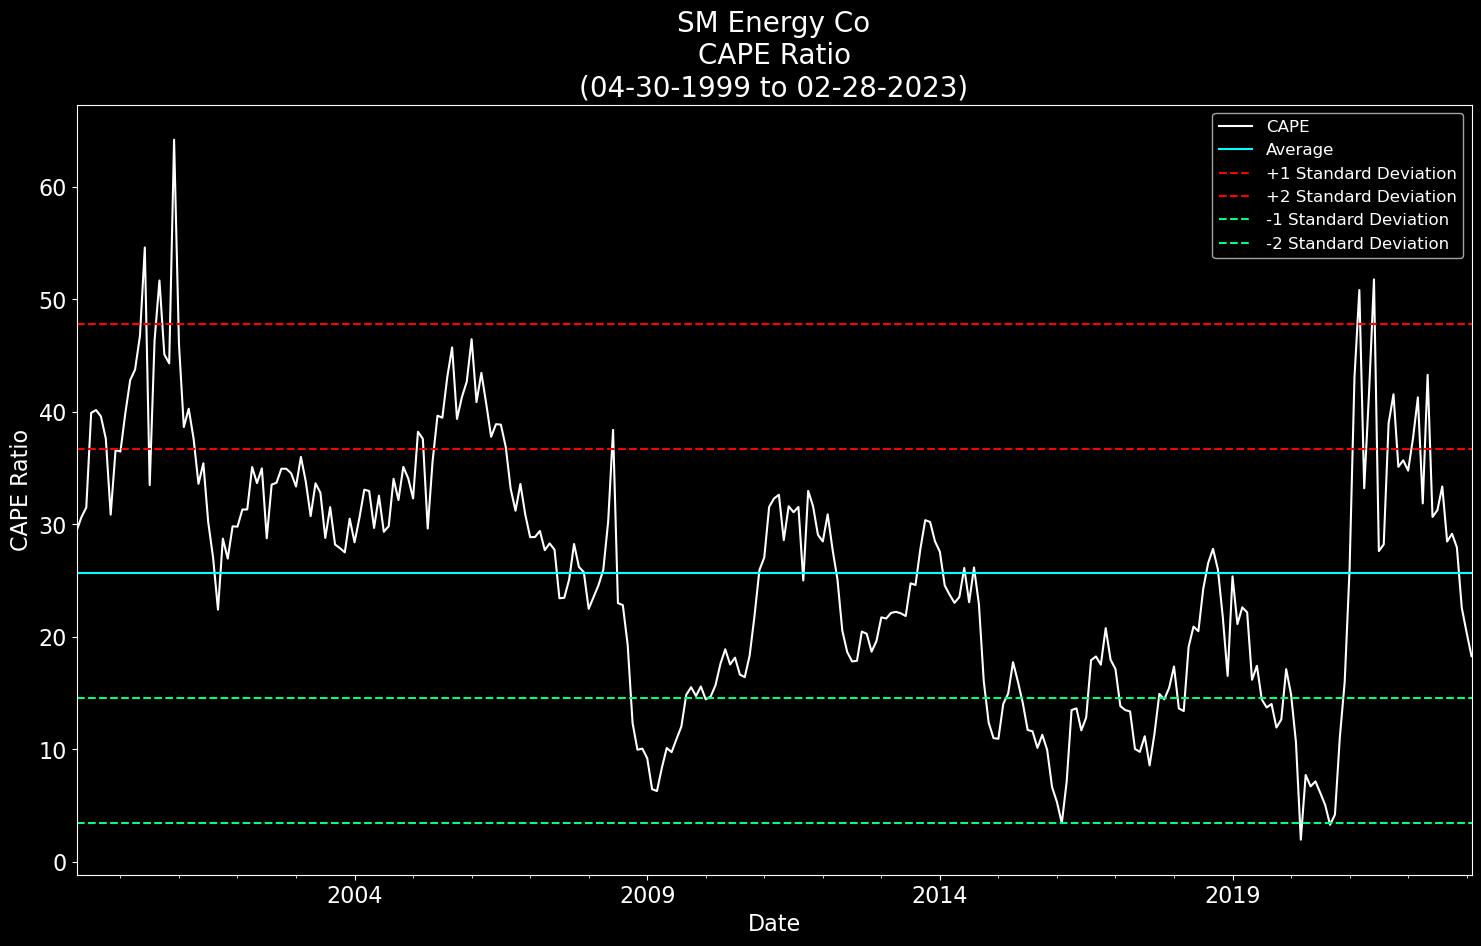 SM Energy Co
CAPE Ratio
(04-30-1999 to 02-28-2023)
CAPE
Average
+1 Standard Deviation
+2 Standard Deviation
-1 Standard Deviation
-2 Standard Deviation
CAPE Ratio
60
50
40
30
20
10
0
2004
2009
2014
2019
Date